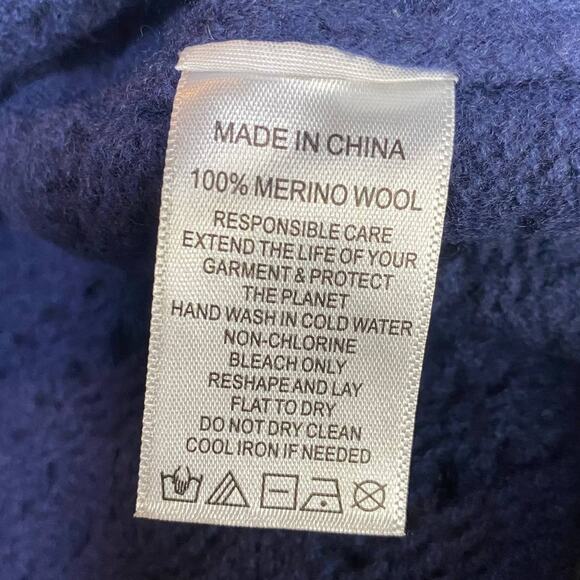 MADE IN CHINA
100% MERINO WOOL
RESPONSIBLE CARE
EXTEND THE LIFE OF YOUR
GARMENT & PROTECT
THE PLANET
HAND WASH IN COLD WATER
NON-CHLORINE
BLEACH ONLY
RESHAPE AND LAY
FLAT TO DRY
DO NOT DRY CLEAN
COOL IRON IF NEEDED